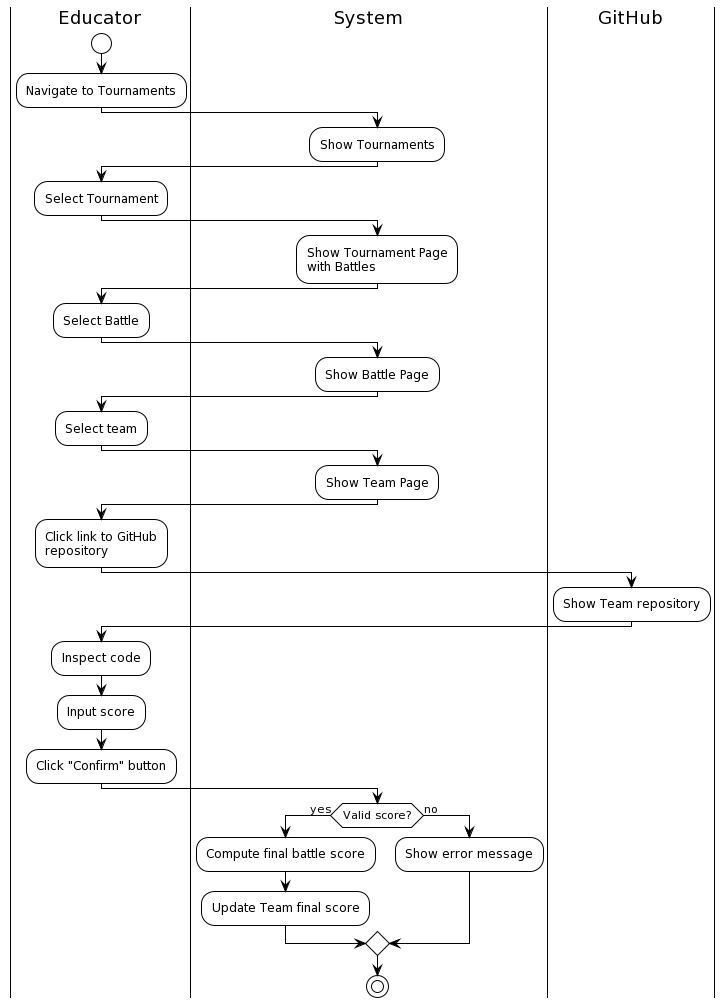 Educator
System
GitHub
Navigate to Tournaments
Show Tournaments
Select Tournament
Show Tournament Page
with Battles
Select Battle
Show Battle Page
Select team
Show Team Page
Click link to GitHub
repository
Show Team repository
Inspect code
Input score
Click "Confirm" button
yes
Valid score?
no
Compute final battle score
Show error message
Update Team final score